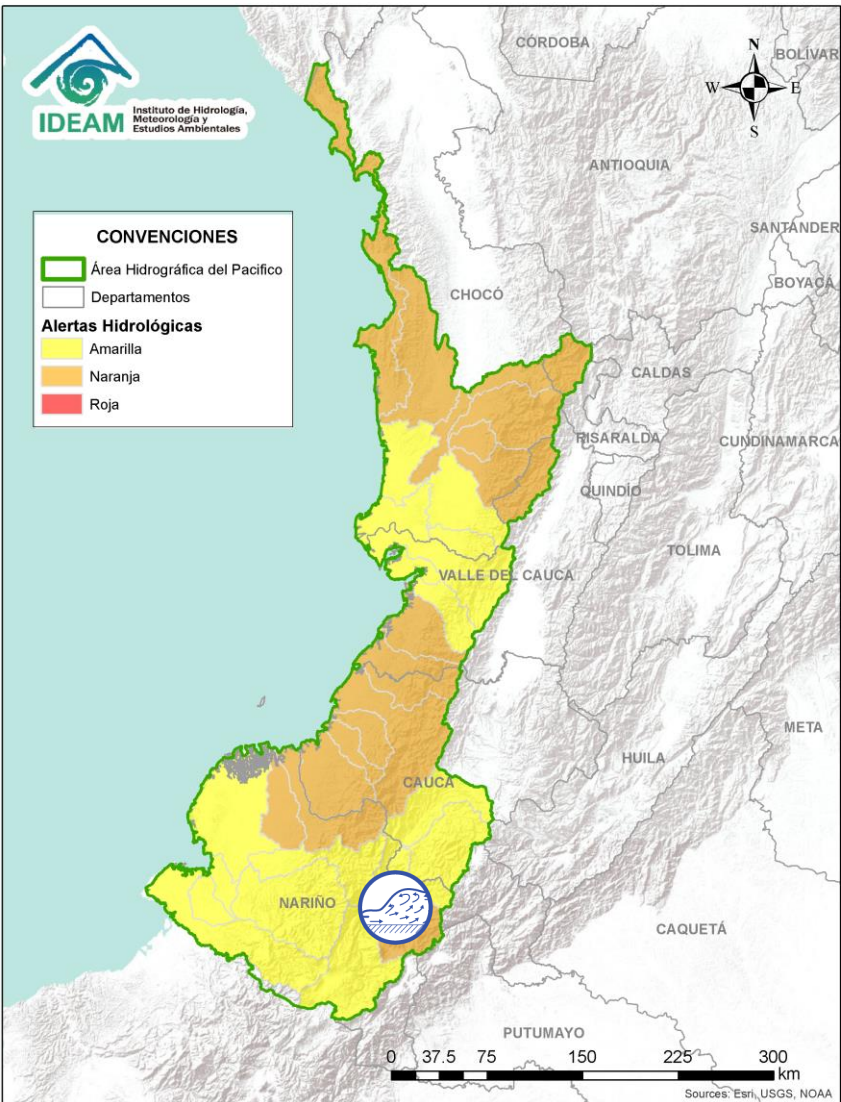 IDEAM
Instituto de Hidrología,
Meteorología y
Estudios Ambientales
N
W
E
S
CONVENCIONES
Área Hidrográfica del Pacifico
Departamentos
Alertas Hidrológicas
Amarilla
Naranja
Roja
CÓRDOBA
BOLIVAR
ANTIOQUIA
SANTANDER
BOYACÁ
CHOCÓ
CALDAS
RISARALDA
CUNDINAMARCA
QUINDÍO
TOLIMA
VALLE DEL CAUCA
META
HUILA
CAUCA
NARIÑO
CAQUETÁ
PUTUMAYO
0 37.5 75 150 225 300
km
Sources: Esri, USGS, NOAA